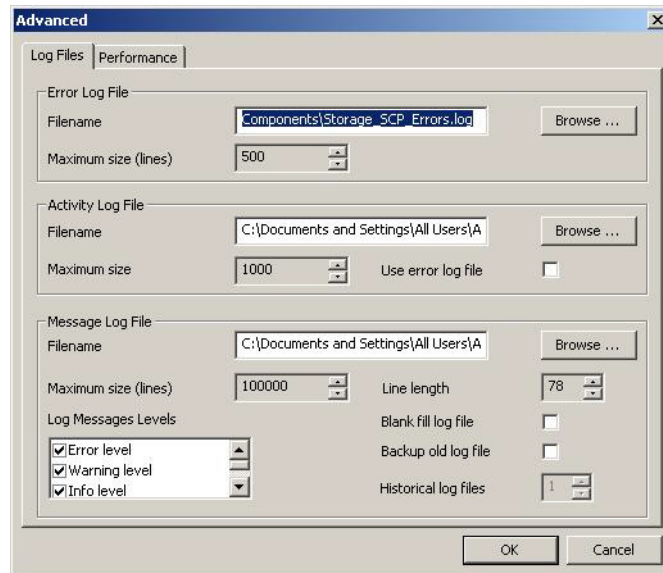 Advanced
Log Files Performance
Error Log File
Filename Components\Storage_SCP_Errors.log Browse ...
Maximum size (lines) 500
Activity Log File
Filename C:\Documents and Settings\All Users\A Browse ...
Maximum size 1000 Use error log file
Message Log File
Filename C:\Documents and Settings\All Users\A Browse ...
Maximum size (lines) 100000 Line length 78
Log Messages Levels Blank fill log file
Error level Backup old log file
Warning level
Info level Historical log files 1
OK Cancel